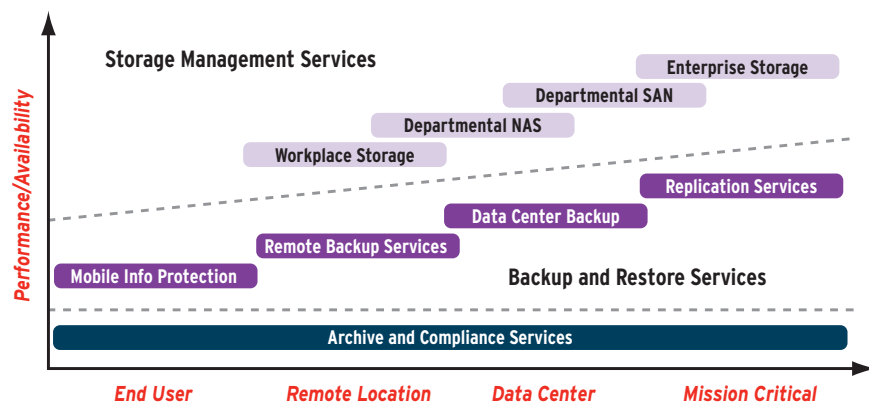 Storage Management Services
Enterprise Storage
Departmental SAN
Departmental NAS
Workplace Storage
Performance/Availability
Replication Services
Data Center Backup
Remote Backup Services
Mobile Info Protection
Backup and Restore Services
Archive and Compliance Services
End User
Remote Location
Data Center
Mission Critical